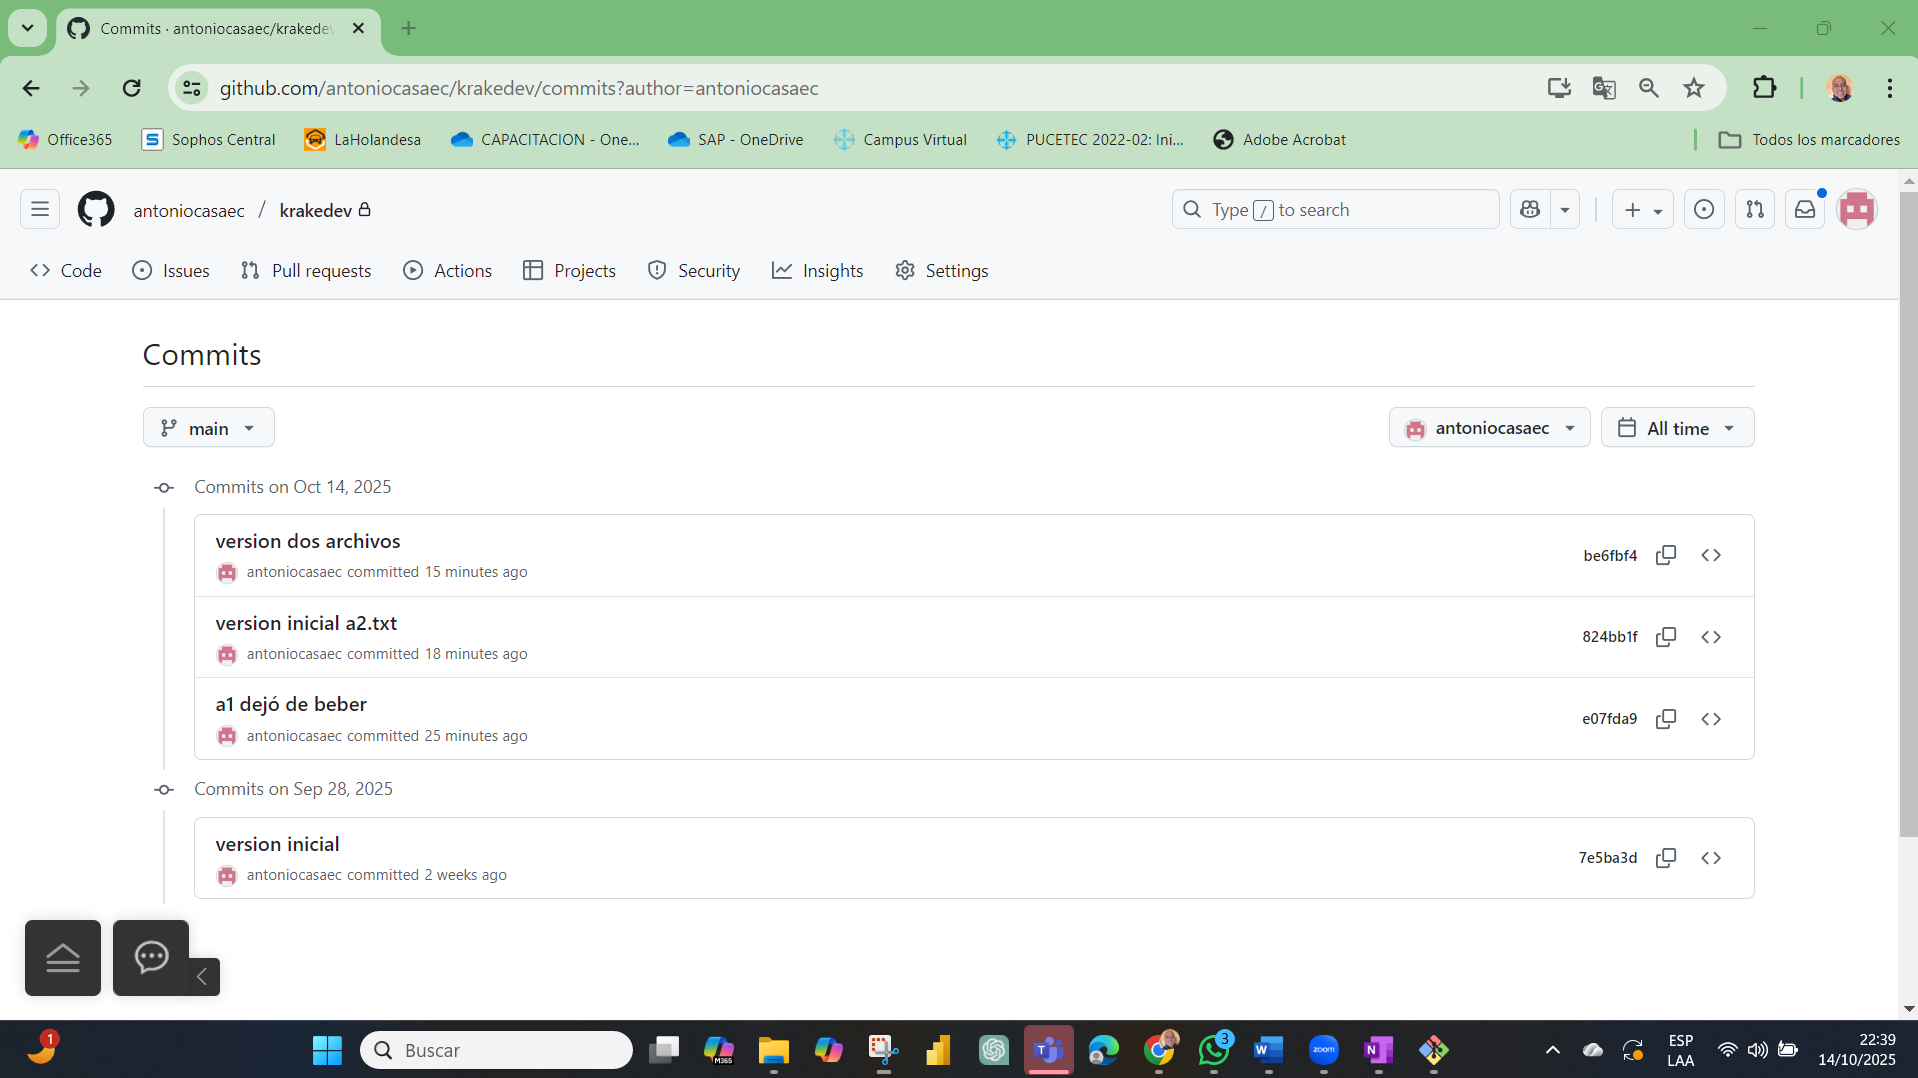 Commits · antoniocasaec/krakedev
github.com/antoniocasaec/krakedev/commits?author=antoniocasaec
Office365
Sophos Central
LaHolandesa
CAPACITACION - One...
SAP - OneDrive
Campus Virtual
PUCETEC 2022-02: Ini...
Adobe Acrobat
Todos los marcadores
antoniocasaec / krakedev
Type / to search
Code
Issues
Pull requests
Actions
Projects
Security
Insights
Settings
Commits
main
antoniocasaec
All time
Commits on Oct 14, 2025
version dos archivos
antoniocasaec committed 15 minutes ago
be6fbf4
version inicial a2.txt
antoniocasaec committed 18 minutes ago
824bb1f
a1 dejó de beber
antoniocasaec committed 25 minutes ago
e07fda9
Commits on Sep 28, 2025
version inicial
antoniocasaec committed 2 weeks ago
7e5ba3d
1
Buscar
M365
3
zoom
ESP
LAA
22:39
14/10/2025